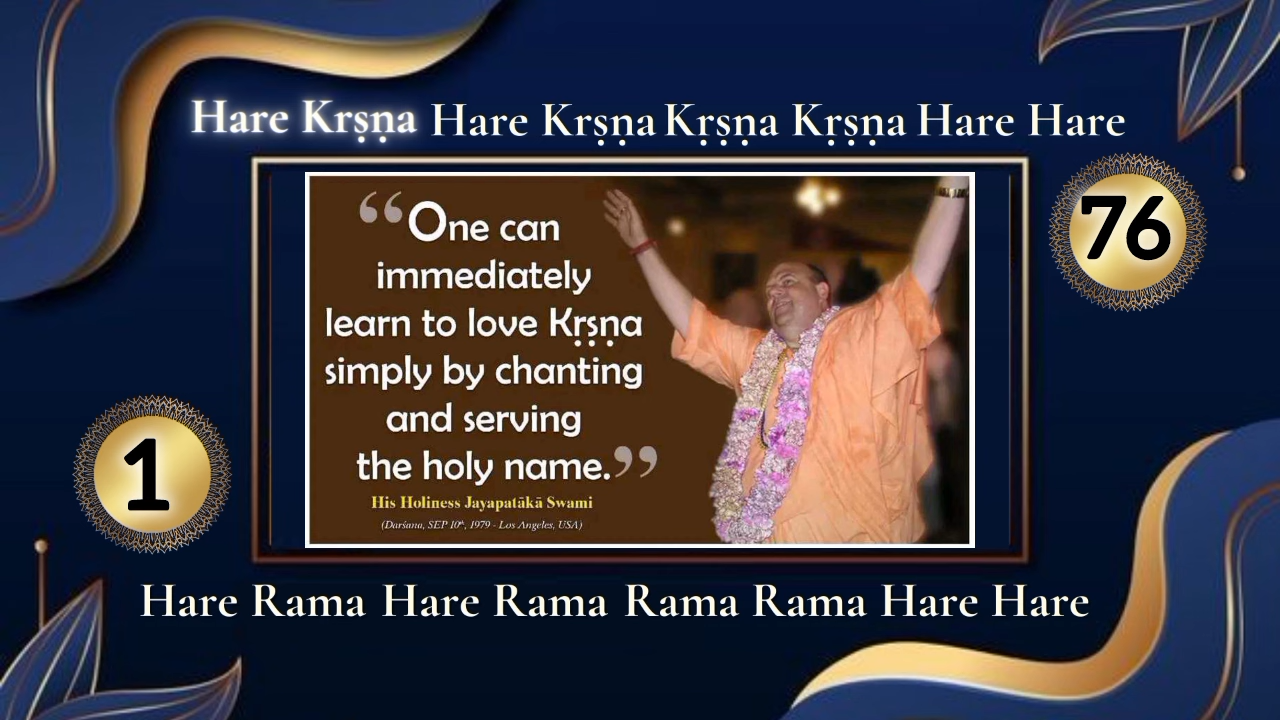 Hare Kṛṣṇa Hare Kṛṣṇa Kṛṣṇa Kṛṣṇa Hare Hare
76
“One can
immediately
learn to love Kṛṣṇa
simply by chanting
and serving
the holy name.”
His Holiness Jayapatākā Swami
(Darśana, SEP 10th, 1979 - Los Angeles, USA)
1
Hare Rama Hare Rama Rama Rama Hare Hare